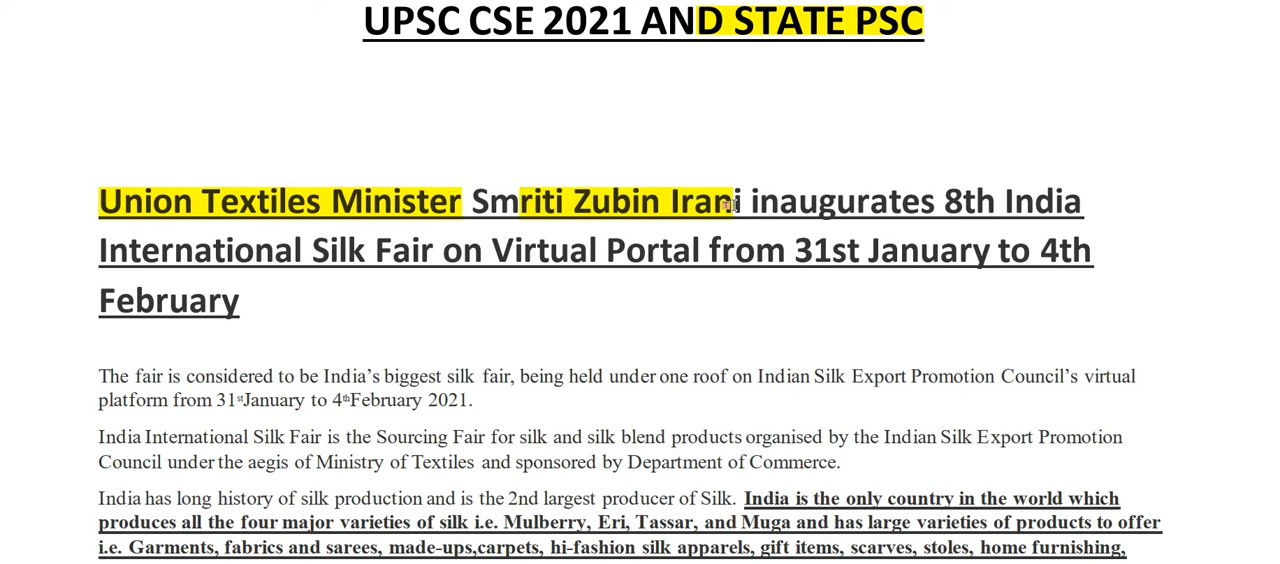 UPSC CSE 2021 AND STATE PSC
Union Textiles Minister Smriti Zubin Irani inaugurates 8th India
International Silk Fair on Virtual Portal from 31st January to 4th
February
The fair is considered to be India’s biggest silk fair, being held under one roof on Indian Silk Export Promotion Council’s virtual
platform from 31stJanuary to 4thFebruary 2021.
India International Silk Fair is the Sourcing Fair for silk and silk blend products organised by the Indian Silk Export Promotion
Council under the aegis of Ministry of Textiles and sponsored by Department of Commerce.
India has long history of silk production and is the 2nd largest producer of Silk. India is the only country in the world which
produces all the four major varieties of silk i.e. Mulberry, Eri, Tassar, and Muga and has large varieties of products to offer
i.e. Garments, fabrics and sarees, made-ups,carpets, hi-fashion silk apparels, gift items, scarves, stoles, home furnishing,